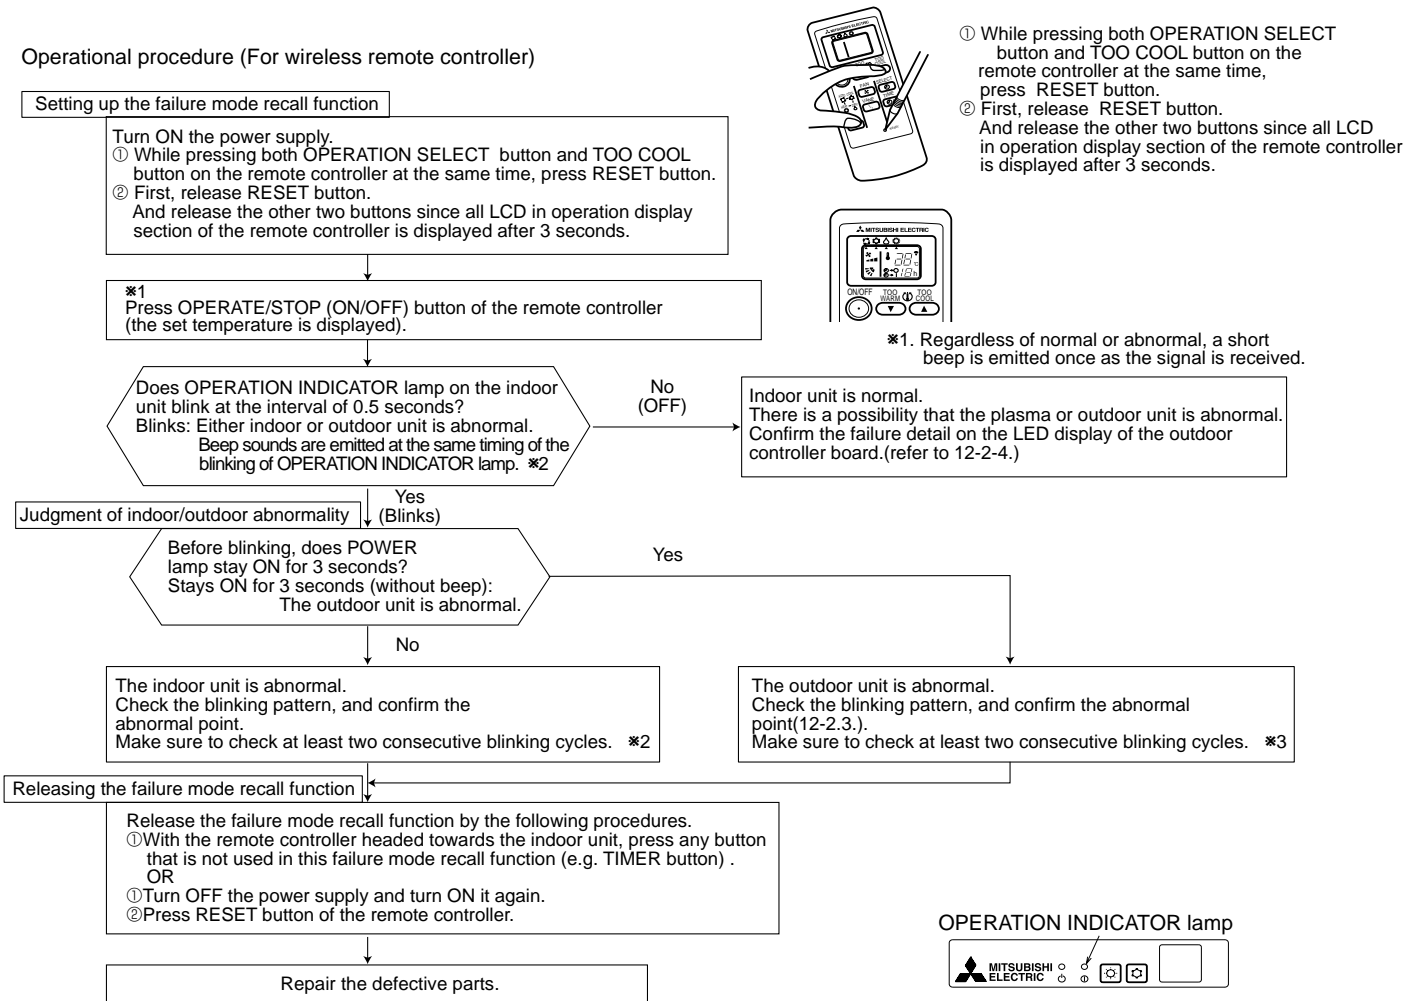 Operational procedure (For wireless remote controller)
Setting up the failure mode recall function
Turn ON the power supply.
① While pressing both OPERATION SELECT button and TOO COOL
button on the remote controller at the same time, press RESET button.
② First, release RESET button.
And release the other two buttons since all LCD in operation display
section of the remote controller is displayed after 3 seconds.
① While pressing both OPERATION SELECT
button and TOO COOL button on the
remote controller at the same time,
press RESET button.
② First, release RESET button.
And release the other two buttons since all LCD
in operation display section of the remote controller
is displayed after 3 seconds.
※1
Press OPERATE/STOP (ON/OFF) button of the remote controller
(the set temperature is displayed).
MITSUBISHI ELECTRIC
ON/OFF TOO WARM TOO COOL
※1. Regardless of normal or abnormal, a short
beep is emitted once as the signal is received.
Does OPERATION INDICATOR lamp on the indoor
unit blink at the interval of 0.5 seconds?
Blinks: Either indoor or outdoor unit is abnormal.
Beep sounds are emitted at the same timing of the
blinking of OPERATION INDICATOR lamp. ※2
No
(OFF)
Indoor unit is normal.
There is a possibility that the plasma or outdoor unit is abnormal.
Confirm the failure detail on the LED display of the outdoor
controller board.(refer to 12-2-4.)
Yes
(Blinks)
Judgment of indoor/outdoor abnormality
Before blinking, does POWER
lamp stay ON for 3 seconds?
Stays ON for 3 seconds (without beep):
The outdoor unit is abnormal.
Yes
No
The indoor unit is abnormal.
Check the blinking pattern, and confirm the
abnormal point.
Make sure to check at least two consecutive blinking cycles. ※2
The outdoor unit is abnormal.
Check the blinking pattern, and confirm the abnormal
point(12-2.3.).
Make sure to check at least two consecutive blinking cycles. ※3
Releasing the failure mode recall function
Release the failure mode recall function by the following procedures.
①With the remote controller headed towards the indoor unit, press any button
that is not used in this failure mode recall function (e.g. TIMER button) .
OR
①Turn OFF the power supply and turn ON it again.
②Press RESET button of the remote controller.
Repair the defective parts.
OPERATION INDICATOR lamp
MITSUBISHI
ELECTRIC